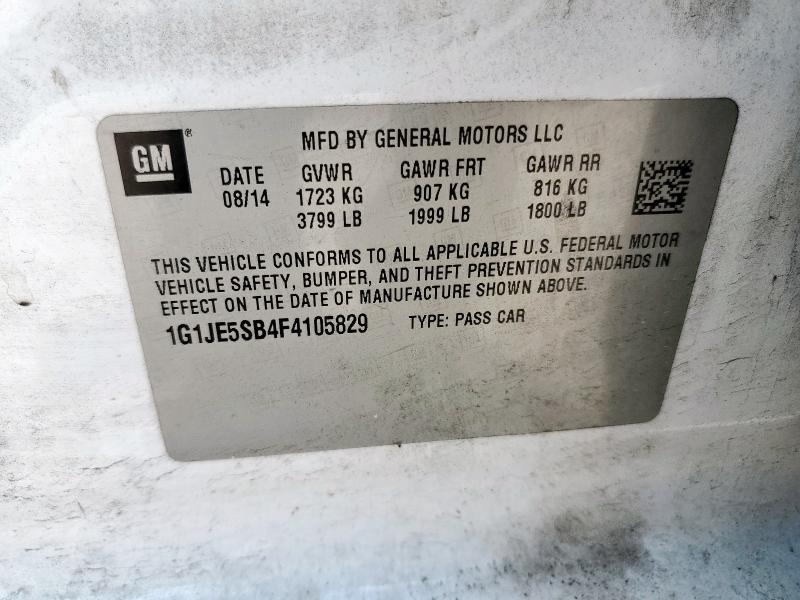 GM ®
MFD BY GENERAL MOTORS LLC
DATE GVWR GAWR FRT GAWR RR
08/14 1723 KG 907 KG 816 KG
3799 LB 1999 LB 1800 LB
THIS VEHICLE CONFORMS TO ALL APPLICABLE U.S. FEDERAL MOTOR
VEHICLE SAFETY, BUMPER, AND THEFT PREVENTION STANDARDS IN
EFFECT ON THE DATE OF MANUFACTURE SHOWN ABOVE.
1G1JE5SB4F4105829 TYPE: PASS CAR